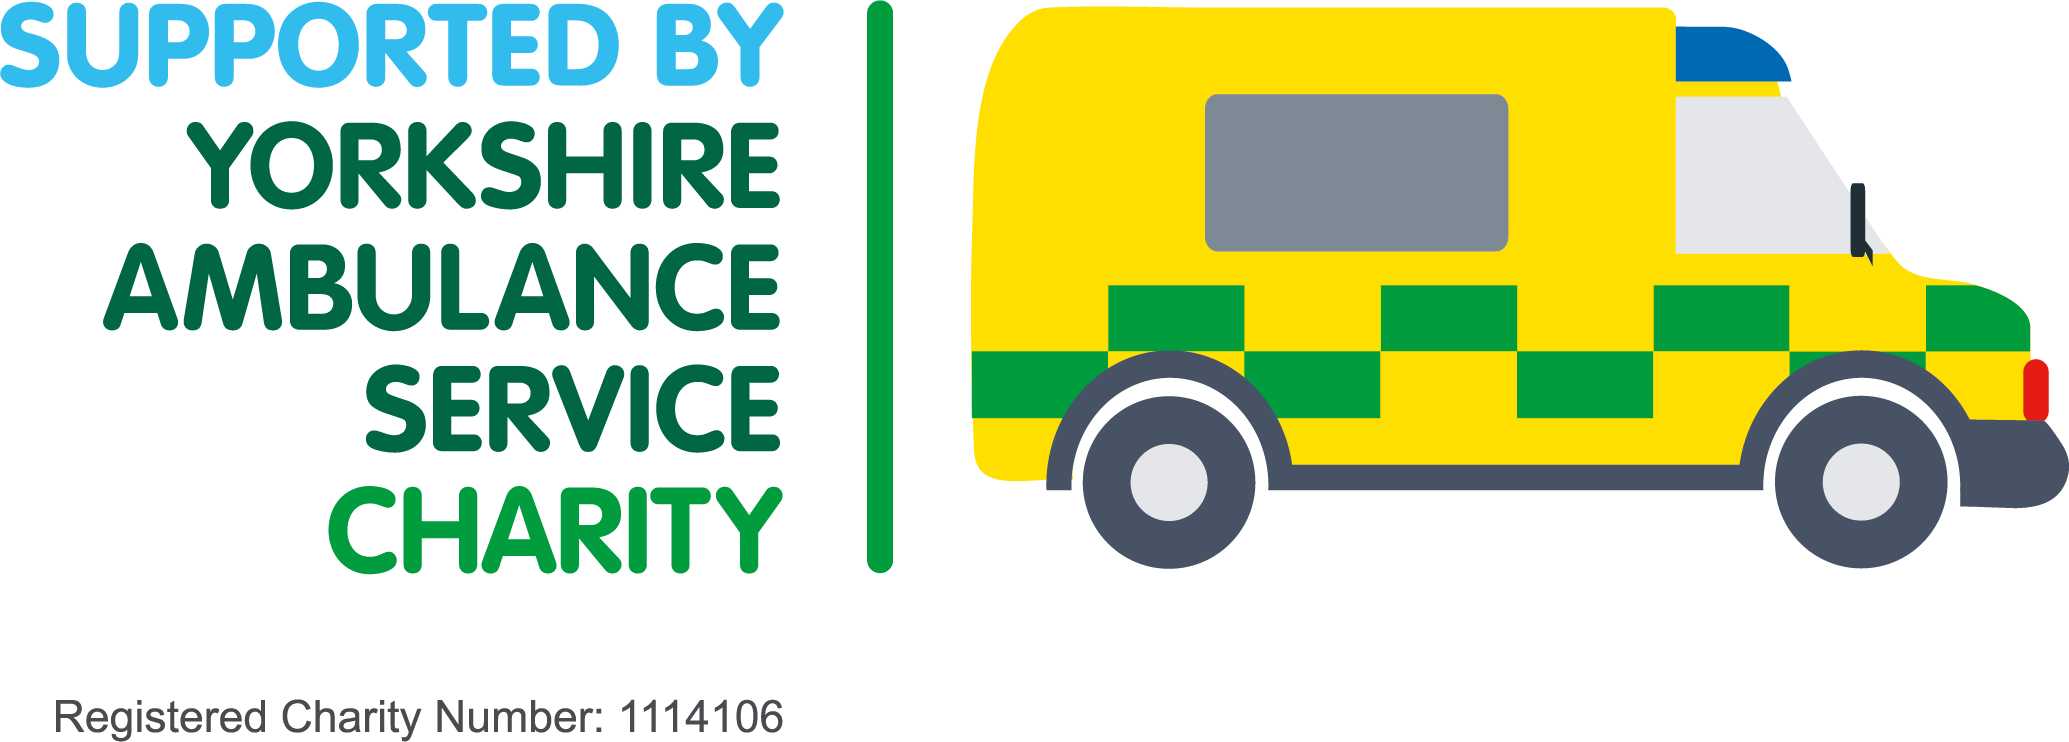 SUPPORTED BY
YORKSHIRE
AMBULANCE
SERVICE
CHARITY
Registered Charity Number: 1114106